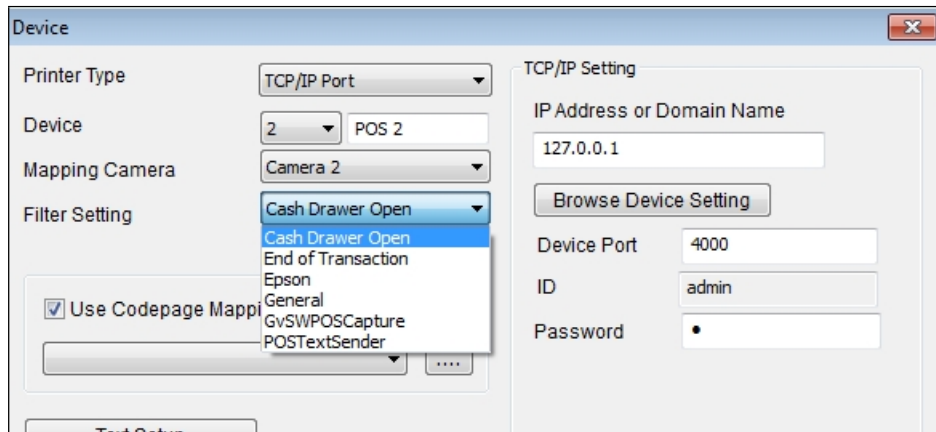 Device
Printer Type
TCP/IP Port
Device
2
POS 2
Mapping Camera
Camera 2
Filter Setting
Cash Drawer Open
Cash Drawer Open
End of Transaction
Epson
General
GvSWPOSCapture
POSTextSender
Use Codepage Mappi
....
TCP/IP Setting
IP Address or Domain Name
127.0.0.1
Browse Device Setting
Device Port
4000
ID
admin
Password
Text Setup